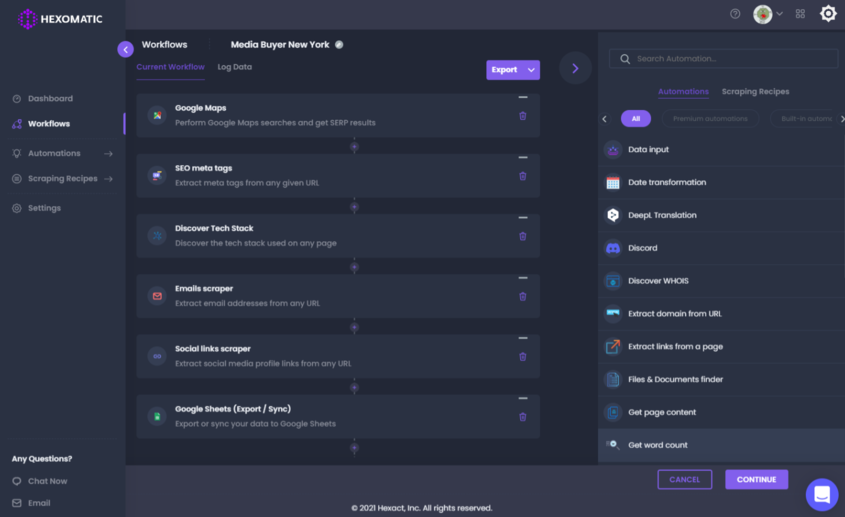 HEXOMATIC
Dashboard
Workflows
Automations
Scraping Recipes
Settings
Any Questions?
Chat Now
Email
Workflows
Media Buyer New York
Current Workflow
Log Data
Export
Google Maps
Perform Google Maps searches and get SERP results
SEO meta tags
Extract meta tags from any given URL
Discover Tech Stack
Discover the tech stack used on any page
Emails scraper
Extract email addresses from any URL
Social links scraper
Extract social media profile links from any URL
Google Sheets (Export / Sync)
Export or sync your data to Google Sheets
Search Automation...
Automations
Scraping Recipes
All
Premium automations
Built-in autom
Data input
Date transformation
DeepL Translation
Discord
Discover WHOIS
Extract domain from URL
Extract links from a page
Files & Documents finder
Get page content
Get word count
CANCEL
CONTINUE
© 2021 Hexact, Inc. All rights reserved.